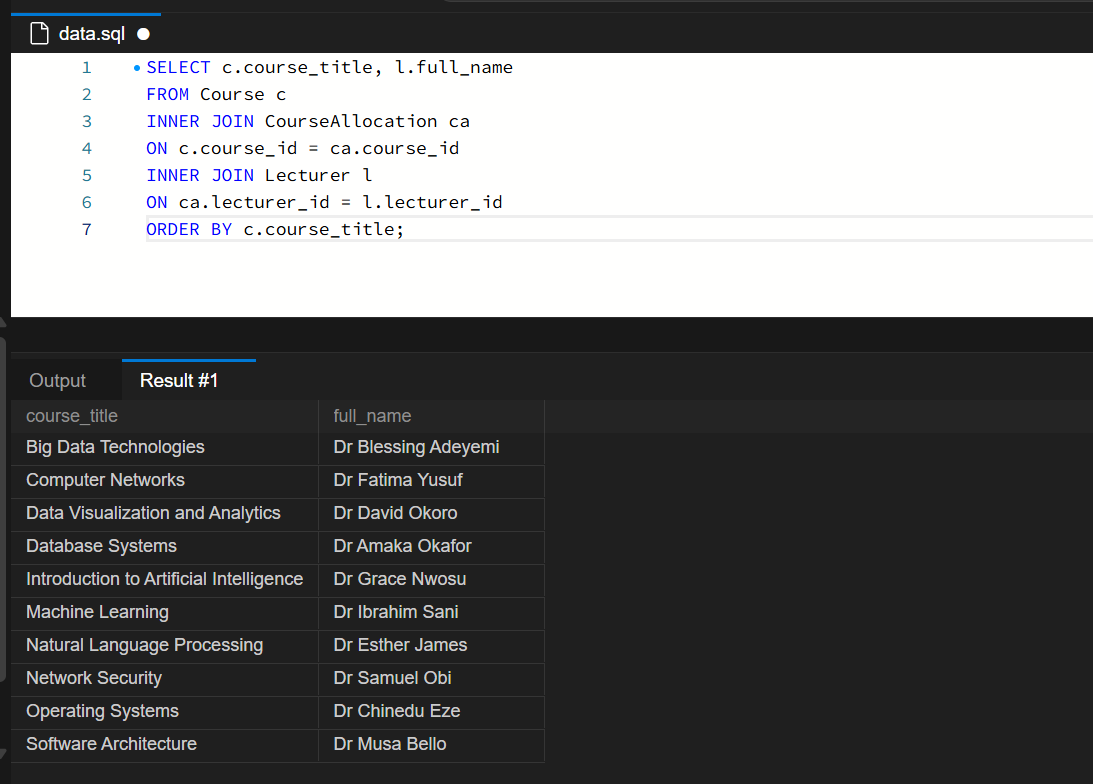 data.sql
1 SELECT c.course_title, l.full_name
2 FROM Course c
3 INNER JOIN CourseAllocation ca
4 ON c.course_id = ca.course_id
5 INNER JOIN Lecturer l
6 ON ca.lecturer_id = l.lecturer_id
7 ORDER BY c.course_title;
Output Result #1
course_title full_name
Big Data Technologies Dr Blessing Adeyemi
Computer Networks Dr Fatima Yusuf
Data Visualization and Analytics Dr David Okoro
Database Systems Dr Amaka Okafor
Introduction to Artificial Intelligence Dr Grace Nwosu
Machine Learning Dr Ibrahim Sani
Natural Language Processing Dr Esther James
Network Security Dr Samuel Obi
Operating Systems Dr Chinedu Eze
Software Architecture Dr Musa Bello